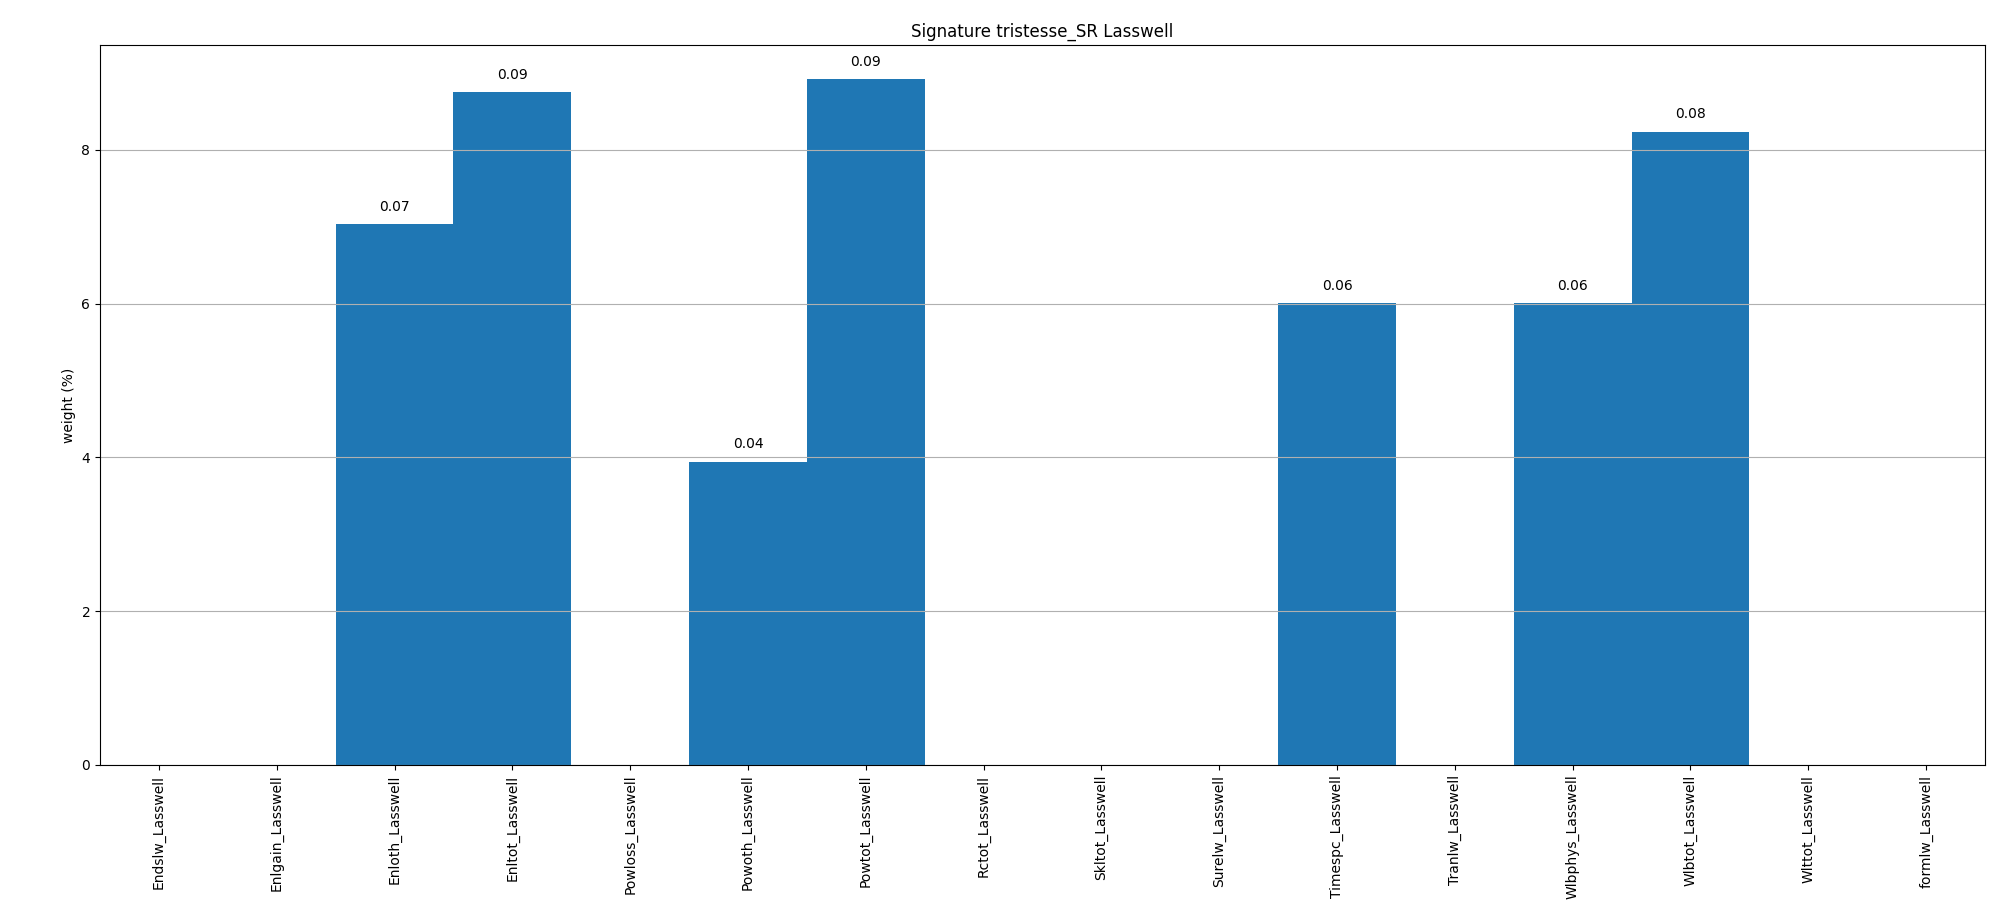 Signature tristesse_SR Lasswell
0.09
0.09
0.08
0.07
0.06
0.06
0.04
weight (%)
8
6
4
2
0
Endslw_Lasswell
Enlgain_Lasswell
Enloth_Lasswell
Enltot_Lasswell
Powloss_Lasswell
Powoth_Lasswell
Powtot_Lasswell
Rctot_Lasswell
Skltot_Lasswell
Surelw_Lasswell
Timespc_Lasswell
Tranlw_Lasswell
Wlbphys_Lasswell
Wlbtot_Lasswell
Wlttot_Lasswell
formlw_Lasswell